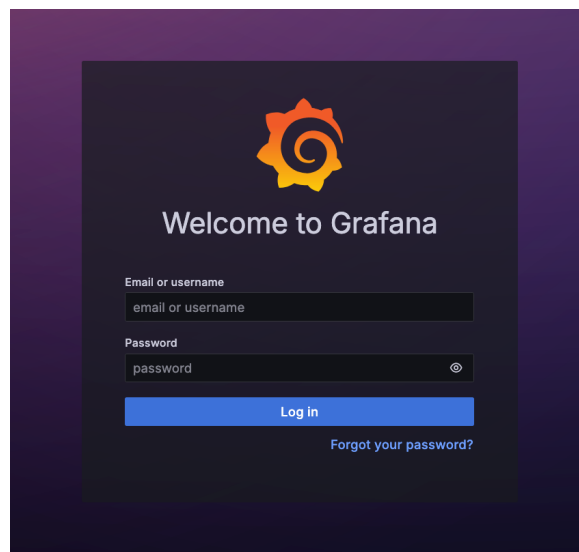 Welcome to Grafana
Email or username
email or username
Password
password
Log in
Forgot your password?